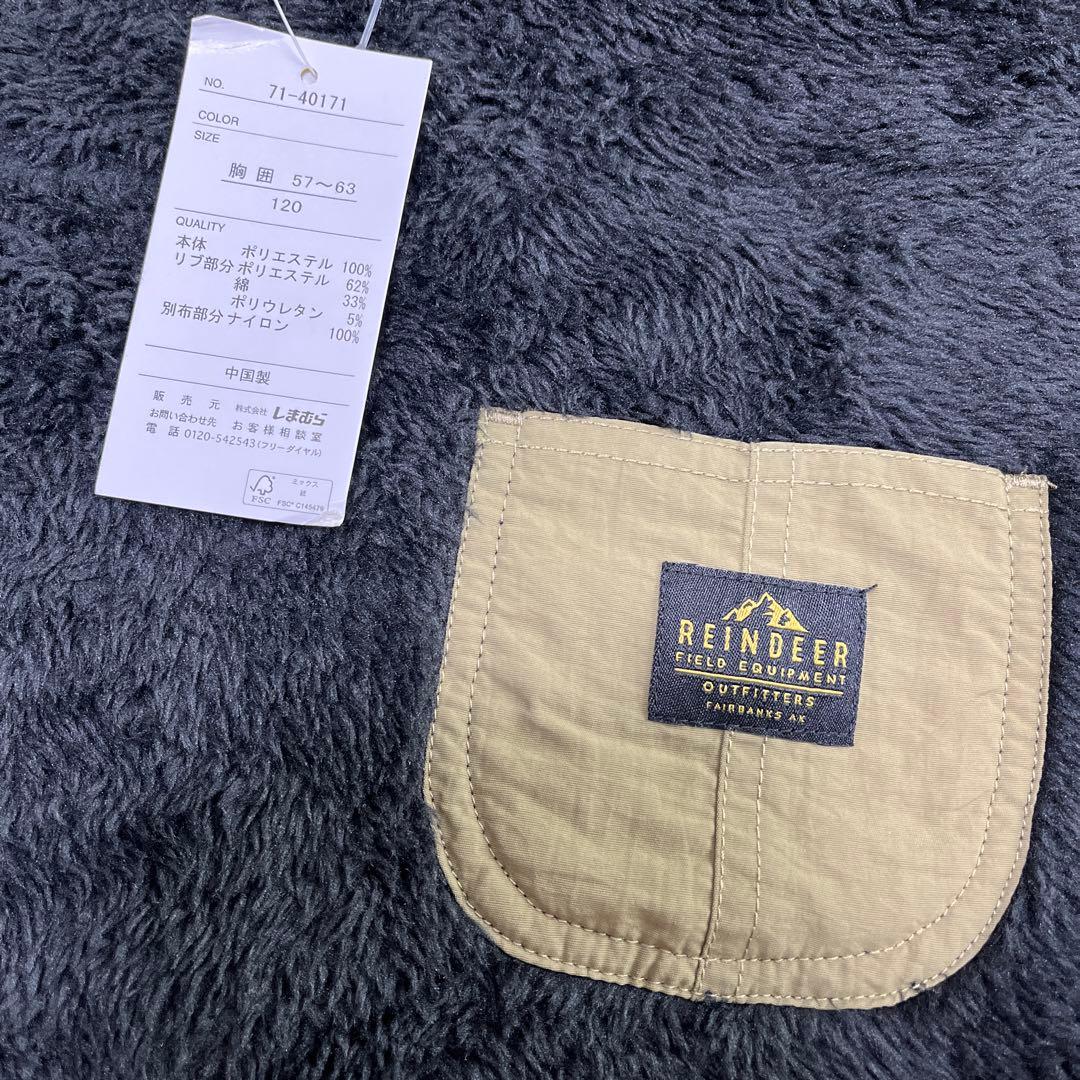 NO. 71-40171
COLOR
SIZE
胸囲 57～63
120
QUALITY
本体 ポリエステル 100%
リブ部分 ポリエステル 62%
綿 33%
ポリウレタン 5%
別布部分 ナイロン 100%
中国製
販売元 株式会社 しまむら
お問い合わせ先 お客様相談室
電話 0120-542543(フリーダイヤル)
FSC
ミックス
紙
FSC® C145479
REINDEER
FIELD EQUIPMENT
OUTFITTERS
FAIRBANKS AK